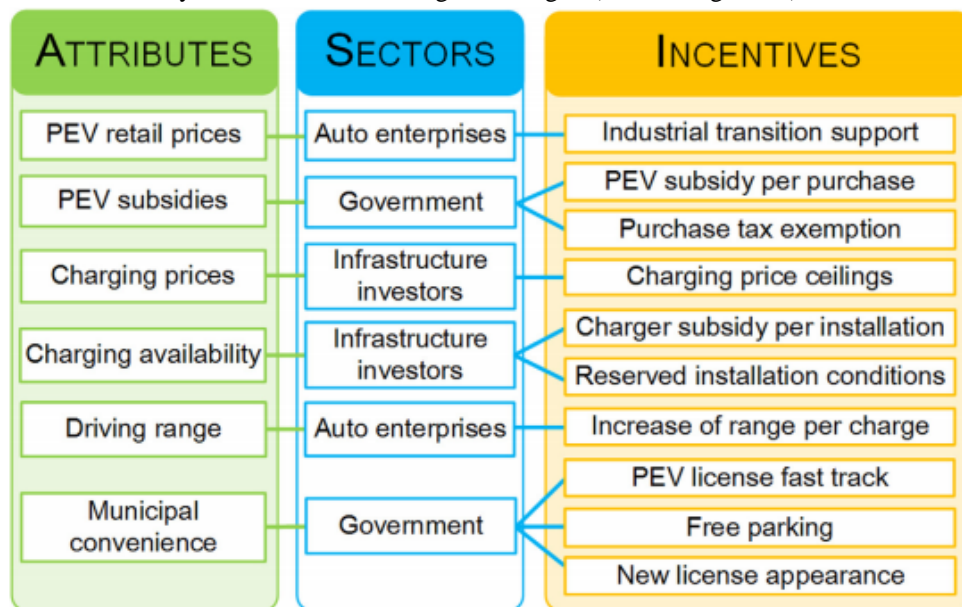 ATTRIBUTES
PEV retail prices
PEV subsidies
Charging prices
Charging availability
Driving range
Municipal
convenience
SECTORS
Auto enterprises
Government
Infrastructure
investors
Infrastructure
investors
Auto enterprises
Government
INCENTIVES
Industrial transition support
PEV subsidy per purchase
Purchase tax exemption
Charging price ceilings
Charger subsidy per installation
Reserved installation conditions
Increase of range per charge
PEV license fast track
Free parking
New license appearance